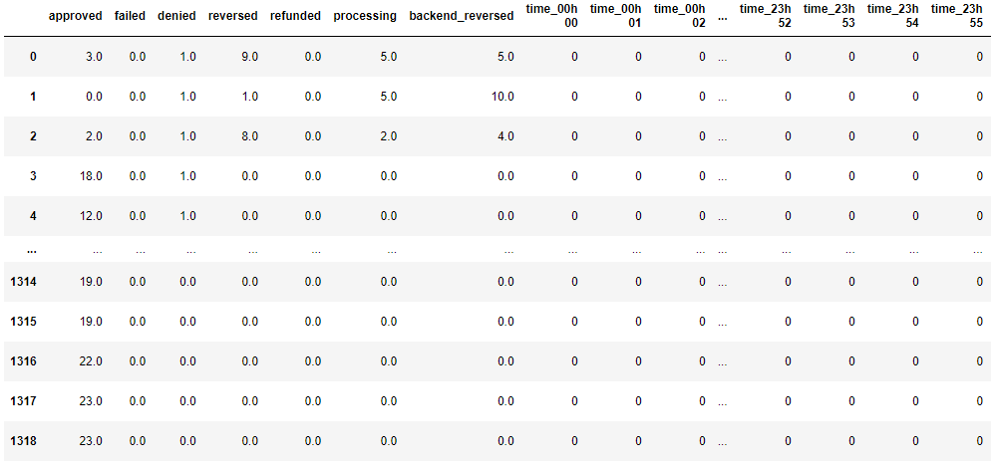 approved failed denied reversed refunded processing backend_reversed time_00h 00 time_00h 01 time_00h 02 ... time_23h 52 time_23h 53 time_23h 54 time_23h 55
0 3.0 0.0 1.0 9.0 0.0 5.0 5.0 0 0 0 ... 0 0 0 0
1 0.0 0.0 1.0 1.0 0.0 5.0 10.0 0 0 0 ... 0 0 0 0
2 2.0 0.0 1.0 8.0 0.0 2.0 4.0 0 0 0 ... 0 0 0 0
3 18.0 0.0 1.0 0.0 0.0 0.0 0.0 0 0 0 ... 0 0 0 0
4 12.0 0.0 1.0 0.0 0.0 0.0 0.0 0 0 0 ... 0 0 0 0
... ... ... ... ... ... ... ... ... ... ... ... ... ... ... ...
1314 19.0 0.0 0.0 0.0 0.0 0.0 0.0 0 0 0 ... 0 0 0 0
1315 19.0 0.0 0.0 0.0 0.0 0.0 0.0 0 0 0 ... 0 0 0 0
1316 22.0 0.0 0.0 0.0 0.0 0.0 0.0 0 0 0 ... 0 0 0 0
1317 23.0 0.0 0.0 0.0 0.0 0.0 0.0 0 0 0 ... 0 0 0 0
1318 23.0 0.0 0.0 0.0 0.0 0.0 0.0 0 0 0 ... 0 0 0 0